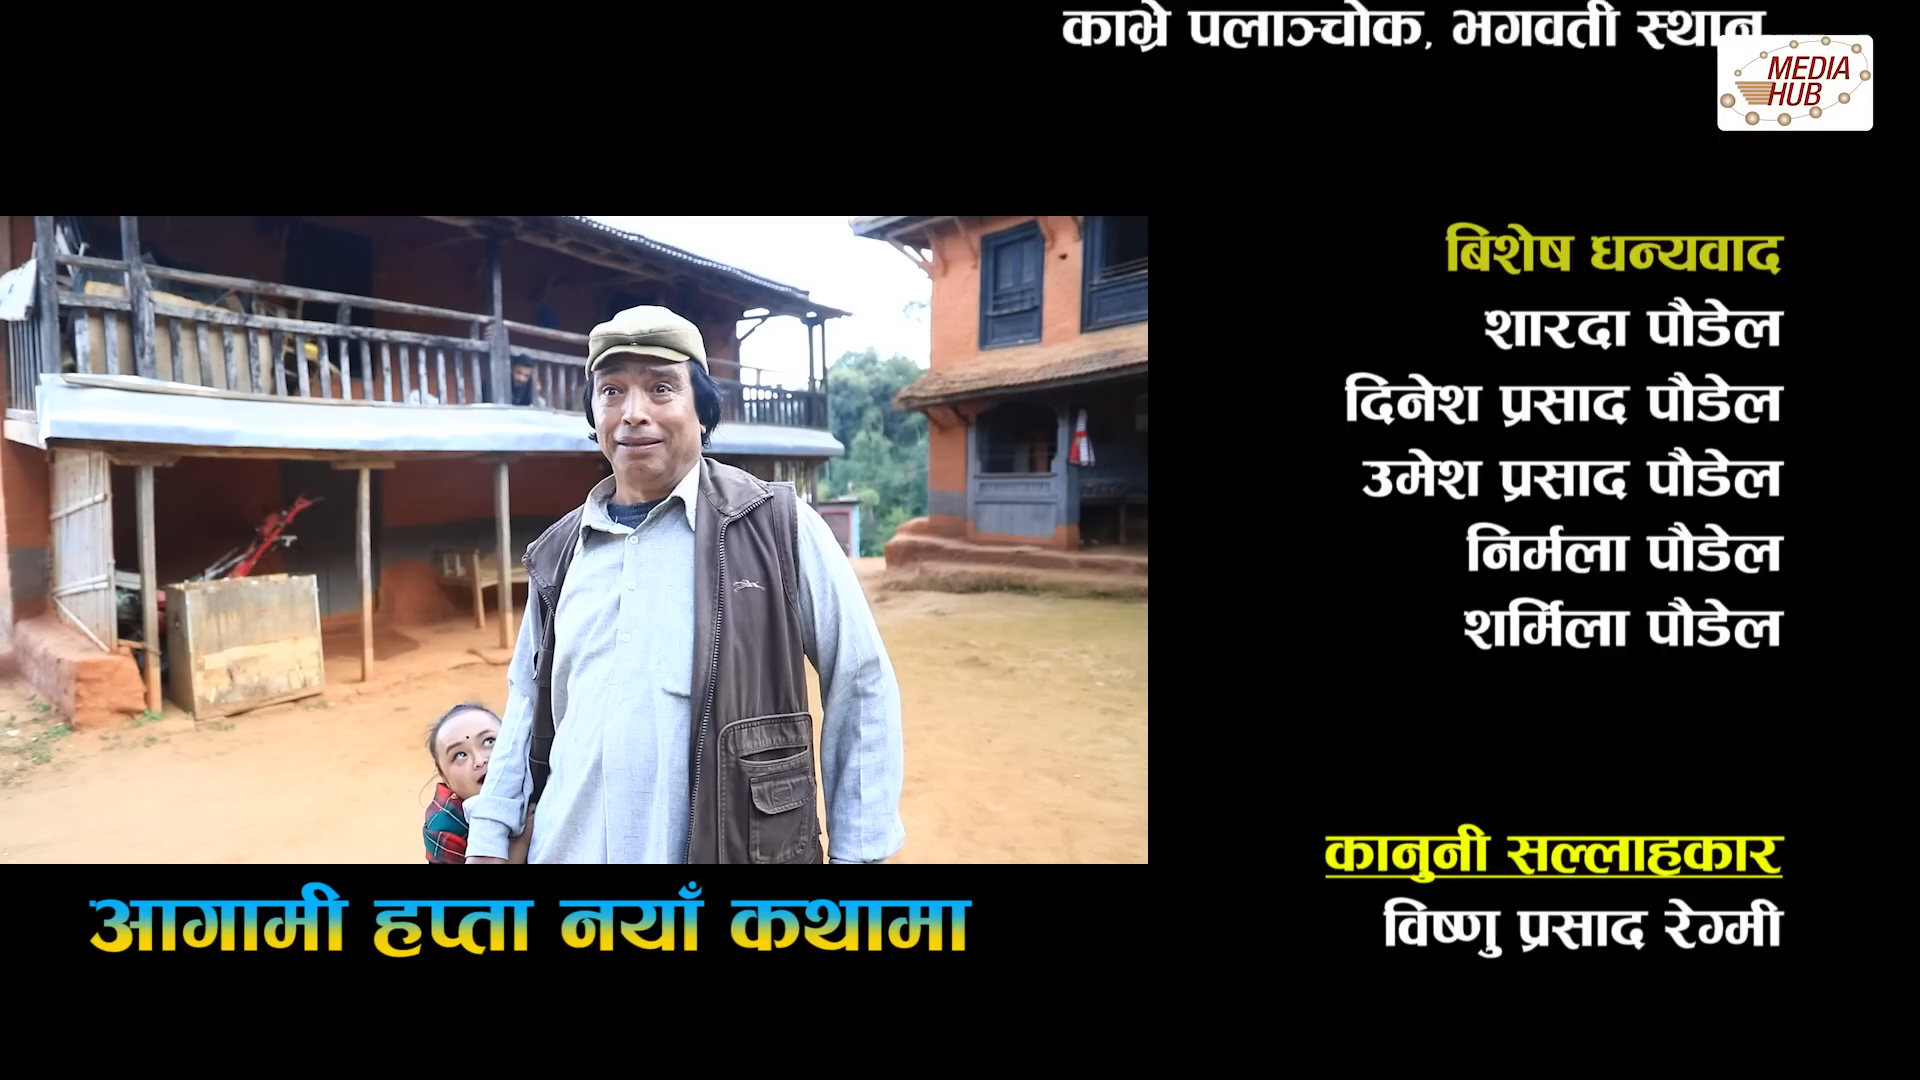 काभ्रे पलाञ्चोक, भगवती स्थान
MEDIA
HUB
बिशेष धन्यवाद
शारदा पौडेल
दिनेश प्रसाद पौडेल
उमेश प्रसाद पौडेल
निर्मला पौडेल
शर्मिला पौडेल
कानुनी सल्लाहकार
विष्णु प्रसाद रेग्मी
आगामी हप्ता नयाँ कथामा